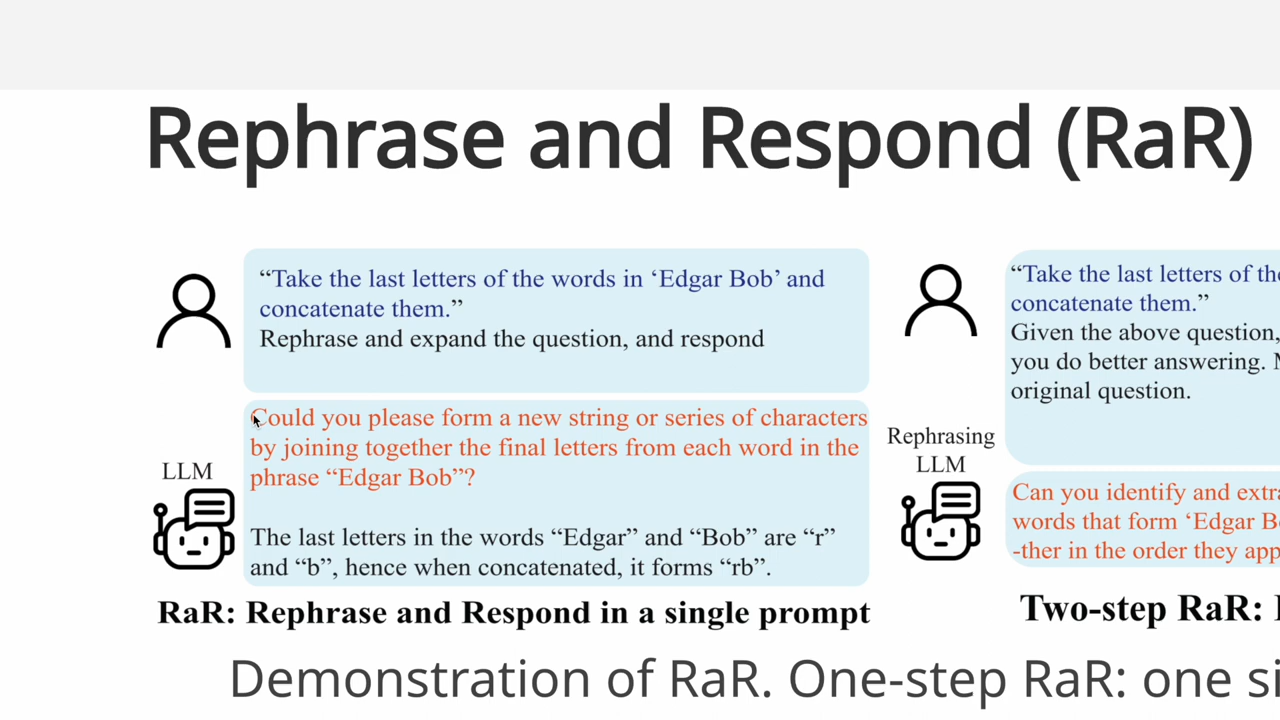 Rephrase and Respond (RaR)
“Take the last letters of the words in ‘Edgar Bob’ and
concatenate them.”
Rephrase and expand the question, and respond
LLM
Could you please form a new string or series of characters
by joining together the final letters from each word in the
phrase “Edgar Bob”?
The last letters in the words “Edgar” and “Bob” are “r”
and “b”, hence when concatenated, it forms “rb”.
RaR: Rephrase and Respond in a single prompt
“Take the last letters of
concatenate them.”
Given the above question,
you do better answering.
original question.
Rephrasing
LLM
Can you identify and
words that form ‘Edgar
-ther in the order they
Two-step RaR:
Demonstration of RaR. One-step RaR: one